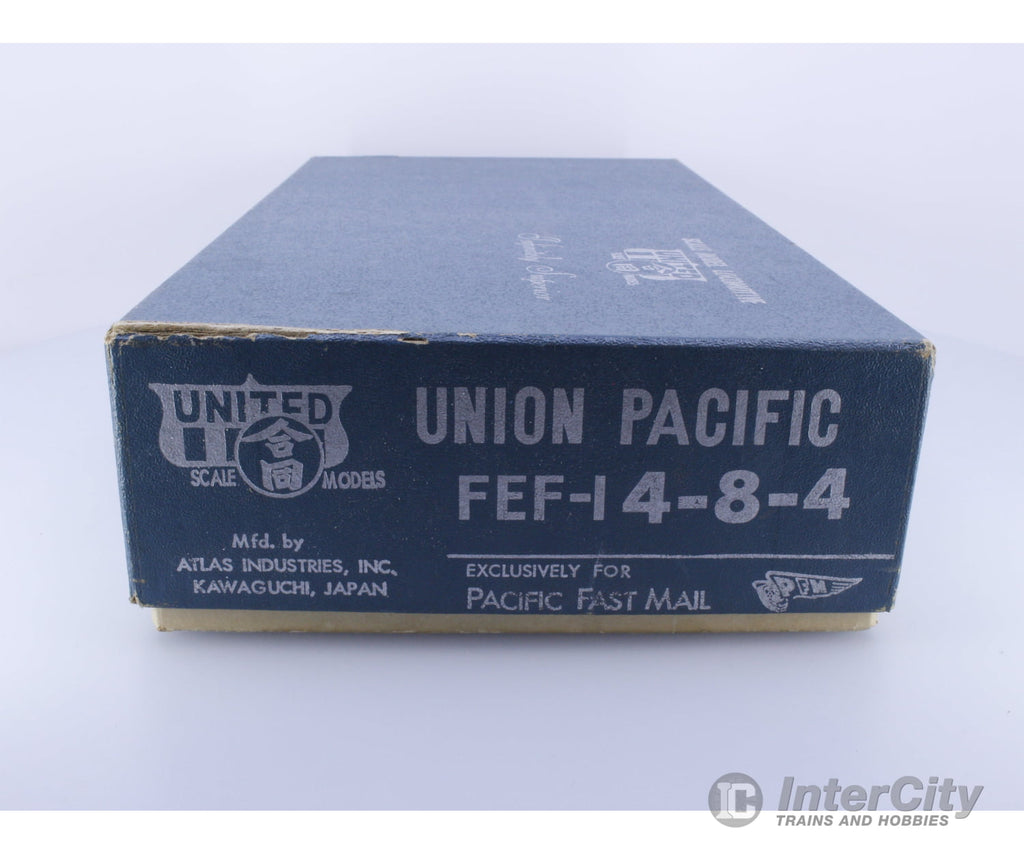 UNITED
合同
SCALE MODELS
UNION PACIFIC
FEF-1 4-8-4
Mfd. by
ATLAS INDUSTRIES, INC.
KAWAGUCHI, JAPAN
EXCLUSIVELY FOR
PACIFIC FAST MAIL
PFM
IC InterCity
TRAINS AND HOBBIES